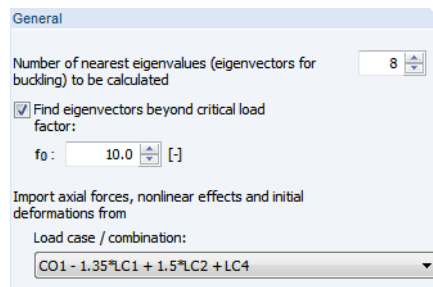 General
Number of nearest eigenvalues (eigenvectors for
buckling) to be calculated
8
Find eigenvectors beyond critical load
factor:
f0 : 10.0 [-]
Import axial forces, nonlinear effects and initial
deformations from
Load case / combination:
CO1 - 1.35*LC1 + 1.5*LC2 + LC4